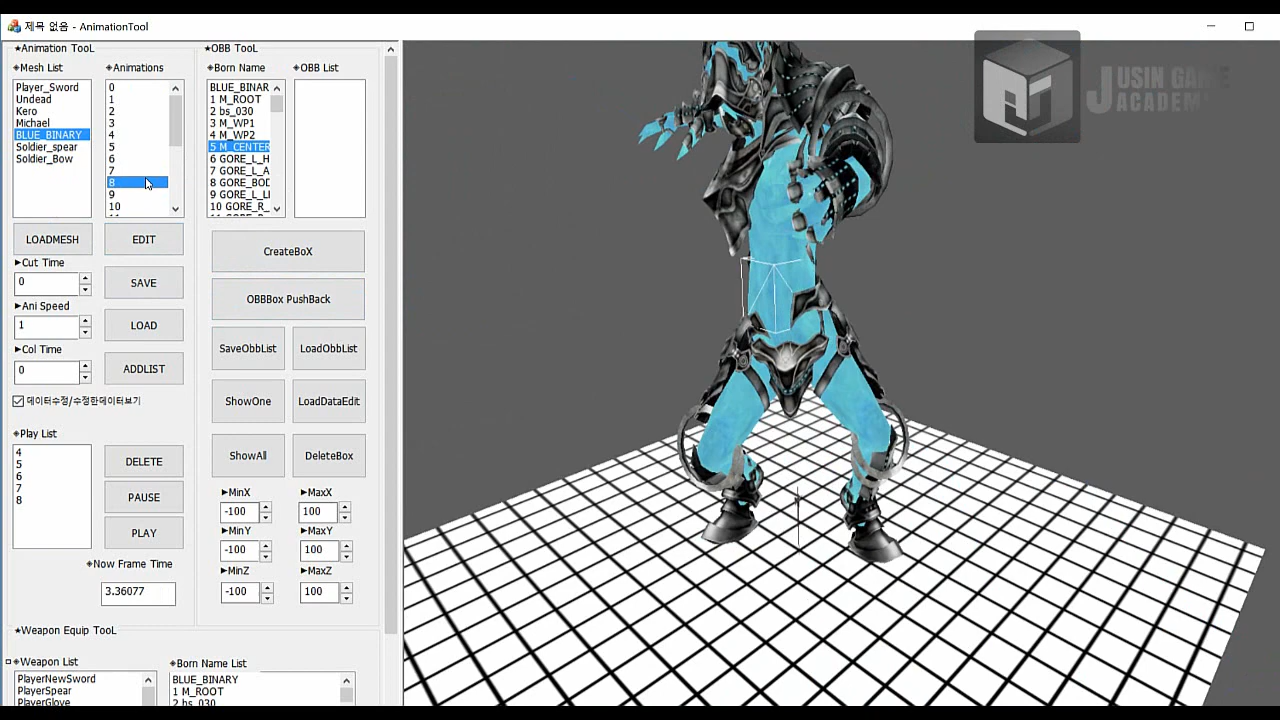 제목 없음 - AnimationTool
★Animation TooL
★OBB TooL
◈Mesh List
◈Animations
◈Born Name
◈OBB List
Player_Sword
Undead
Kero
Michael
BLUE_BINARY
Soldier_spear
Soldier_Bow
0
1
2
3
4
5
6
7
8
9
10
BLUE_BINAR
1 M_ROOT
2 bs_030
3 M_WP1
4 M_WP2
5 M_CENTER
6 GORE_L_H
7 GORE_L_A
8 GORE_BOD
9 GORE_L_L
10 GORE_R_
LOADMESH
EDIT
▶Cut Time
0
SAVE
▶Ani Speed
1
LOAD
▶Col Time
0
ADDLIST
데이터수정/수정한데이터보기
CreateBoX
OBBBox PushBack
SaveObbList
LoadObbList
ShowOne
LoadDataEdit
ShowAll
DeleteBox
◈Play List
4
5
6
7
8
DELETE
PAUSE
PLAY
◈Now Frame Time
3.36077
▶MinX
▶MaxX
-100
100
▶MinY
▶MaxY
-100
100
▶MinZ
▶MaxZ
-100
100
★Weapon Equip TooL
◈Weapon List
◈Born Name List
PlayerNewSword
PlayerSpear
PlayerGlove
BLUE_BINARY
1 M_ROOT
2 bs_030
JUSIN GAME
ACADEM